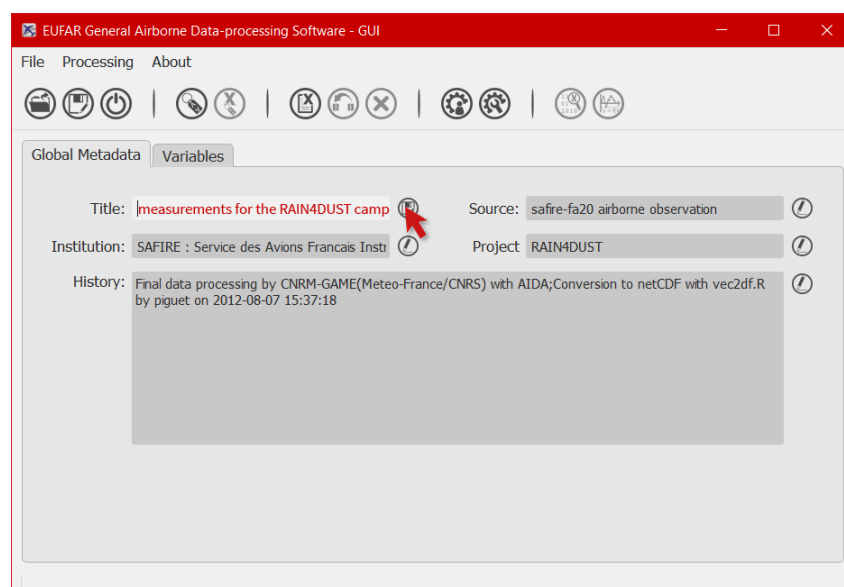 EUFAR General Airborne Data-processing Software - GUI
File Processing About
Global Metadata Variables
Title: measurements for the RAIN4DUST camp Source: safire-fa20 airborne observation
Institution: SAFIRE : Service des Avions Francais Instr Project RAIN4DUST
History: Final data processing by CNRM-GAME(Meteo-France/CNRS) with AIDA;Conversion to netCDF with vec2df.R
by piguet on 2012-08-07 15:37:18